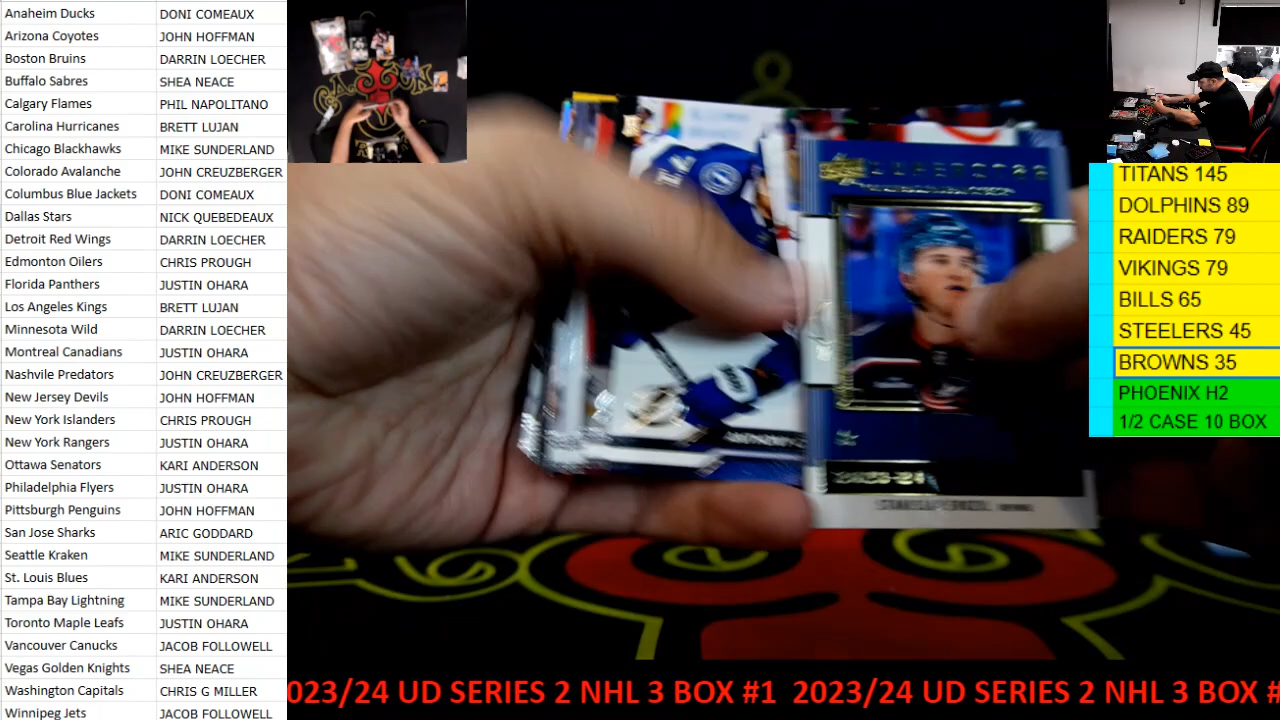 Anaheim Ducks DONI COMEAUX
Arizona Coyotes JOHN HOFFMAN
Boston Bruins DARRIN LOECHER
Buffalo Sabres SHEA NEACE
Calgary Flames PHIL NAPOLITANO
Carolina Hurricanes BRETT LUJAN
Chicago Blackhawks MIKE SUNDERLAND
Colorado Avalanche JOHN CREUZBERGER
Columbus Blue Jackets DONI COMEAUX
Dallas Stars NICK QUEBEDEAUX
Detroit Red Wings DARRIN LOECHER
Edmonton Oilers CHRIS PROUGH
Florida Panthers JUSTIN OHARA
Los Angeles Kings BRETT LUJAN
Minnesota Wild DARRIN LOECHER
Montreal Canadians JUSTIN OHARA
Nashvile Predators JOHN CREUZBERGER
New Jersey Devils JOHN HOFFMAN
New York Islanders CHRIS PROUGH
New York Rangers JUSTIN OHARA
Ottawa Senators KARI ANDERSON
Philadelphia Flyers JUSTIN OHARA
Pittsburgh Penguins JOHN HOFFMAN
San Jose Sharks ARIC GODDARD
Seattle Kraken MIKE SUNDERLAND
St. Louis Blues KARI ANDERSON
Tampa Bay Lightning MIKE SUNDERLAND
Toronto Maple Leafs JUSTIN OHARA
Vancouver Canucks JACOB FOLLOWELL
Vegas Golden Knights SHEA NEACE
Washington Capitals CHRIS G MILLER
Winnipeg Jets JACOB FOLLOWELL
TITANS 145
DOLPHINS 89
RAIDERS 79
VIKINGS 79
BILLS 65
STEELERS 45
BROWNS 35
PHOENIX H2
1/2 CASE 10 BOX
023/24 UD SERIES 2 NHL 3 BOX #1 2023/24 UD SERIES 2 NHL 3 BOX #